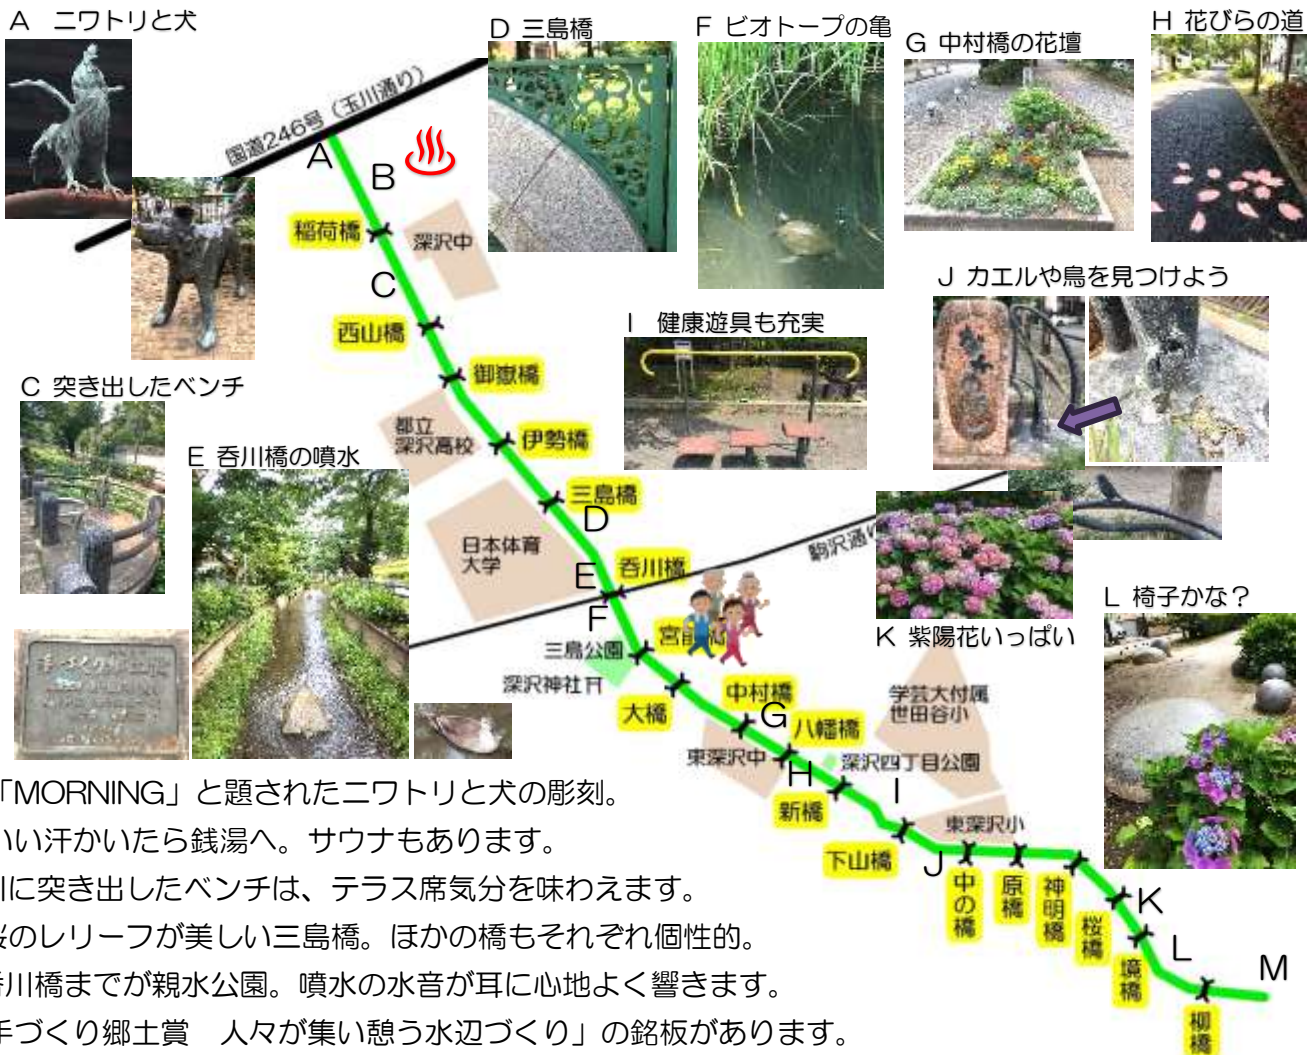 A　ニワトリと犬
D 三島橋
F ビオトープの亀
G 中村橋の花壇
H 花びらの道
国道246号（玉川通り）
A
B
稲荷橋
深沢中
C
西山橋
御嶽橋
J カエルや鳥を見つけよう
I　健康遊具も充実
C 突き出したベンチ
都立
深沢高校
伊勢橋
E 呑川橋の噴水
三島橋
D
日本体育
大学
駒沢通り
E
呑川橋
F
L 椅子かな？
K 紫陽花いっぱい
三島公園
深沢神社
大橋
中村橋
G
八幡橋
学芸大付属
世田谷小
東深沢中
深沢四丁目公園
H
新橋
I
東深沢小
下山橋
J
中の橋
原橋
神明橋
桜橋
K
境橋
L
M
柳橋
「MORNING」と題されたニワトリと犬の彫刻。
いい汗かいたら銭湯へ。サウナもあります。
に突き出したベンチは、テラス席気分を味わえます。
桜のレリーフが美しい三島橋。ほかの橋もそれぞれ個性的。
呑川橋までが親水公園。噴水の水音が耳に心地よく響きます。
手づくり郷土賞　人々が集い憩う水辺づくり」の銘板があります。